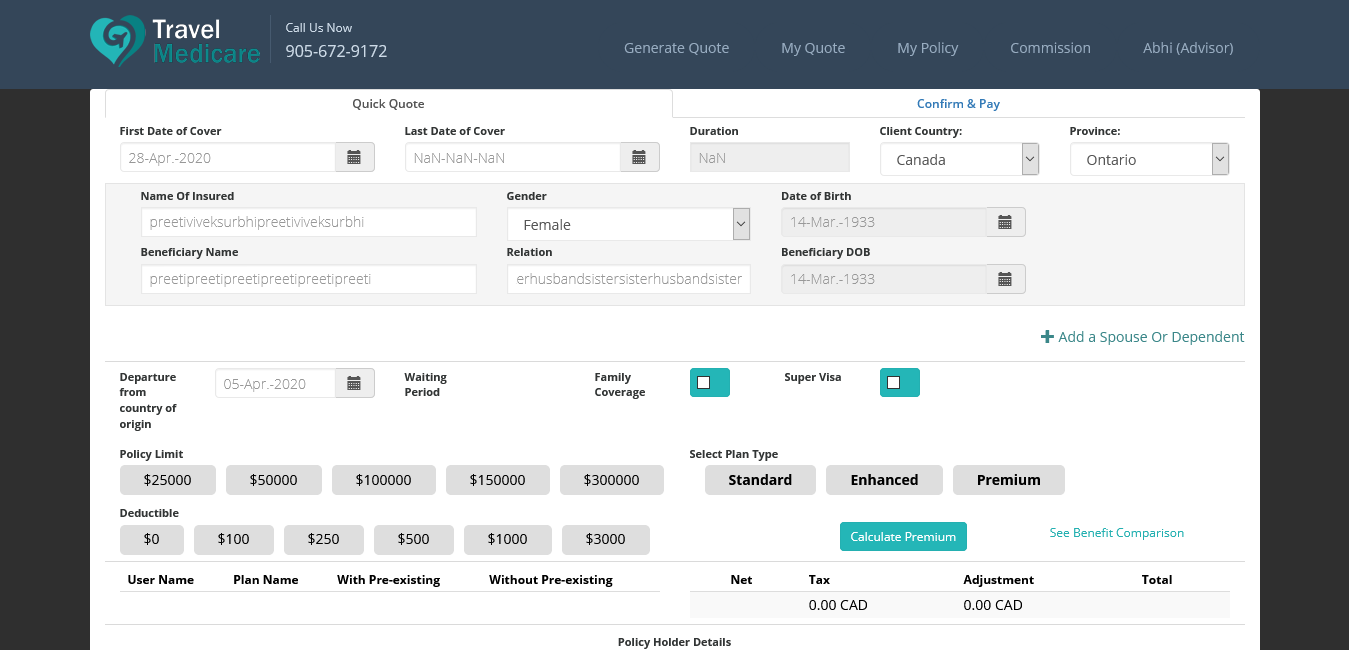 Travel
Medicare
Call Us Now
905-672-9172
Generate Quote My Quote My Policy Commission Abhi (Advisor)
Quick Quote Confirm & Pay
First Date of Cover Last Date of Cover Duration Client Country: Province:
28-Apr.-2020 NaN-NaN-NaN NaN Canada Ontario
Name Of Insured Gender Date of Birth
preetiviveksurbhipreetiviveksurbhi Female 14-Mar.-1933
Beneficiary Name Relation Beneficiary DOB
preetipreetipreetipreetipreetipreeti erhusbandsistersisterhusbandsister 14-Mar.-1933
Add a Spouse Or Dependent
Departure
from
country of
origin
05-Apr.-2020
Waiting
Period
Family
Coverage
Super Visa
Policy Limit Select Plan Type
$25000 $50000 $100000 $150000 $300000 Standard Enhanced Premium
Deductible
$0 $100 $250 $500 $1000 $3000 Calculate Premium See Benefit Comparison
User Name Plan Name With Pre-existing Without Pre-existing Net Tax Adjustment Total
0.00 CAD 0.00 CAD
Policy Holder Details